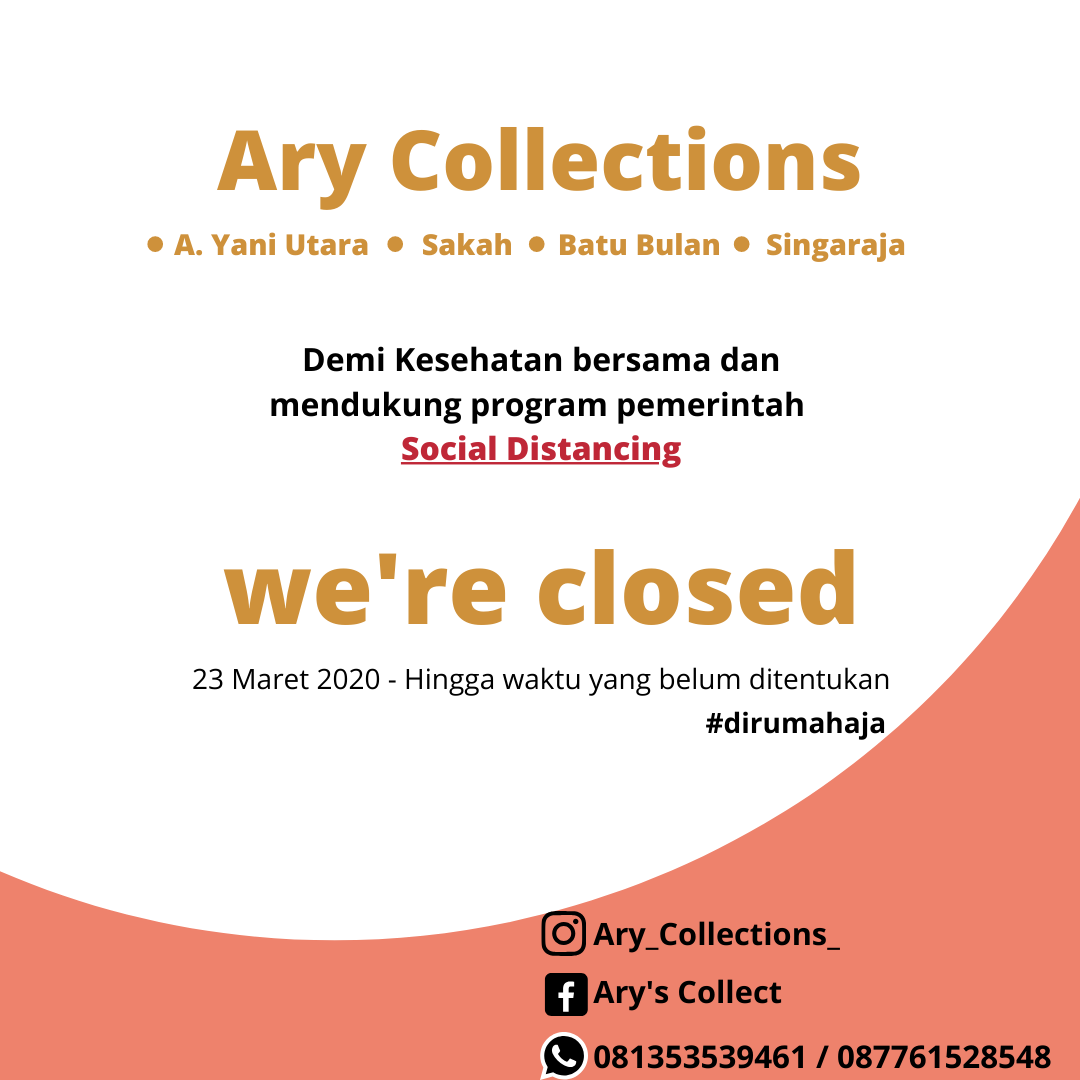 Ary Collections
• A. Yani Utara • Sakah • Batu Bulan • Singaraja
Demi Kesehatan bersama dan
mendukung program pemerintah
Social Distancing
we're closed
23 Maret 2020 - Hingga waktu yang belum ditentukan
#dirumahaja
Ary_Collections_
Ary's Collect
081353539461 / 087761528548